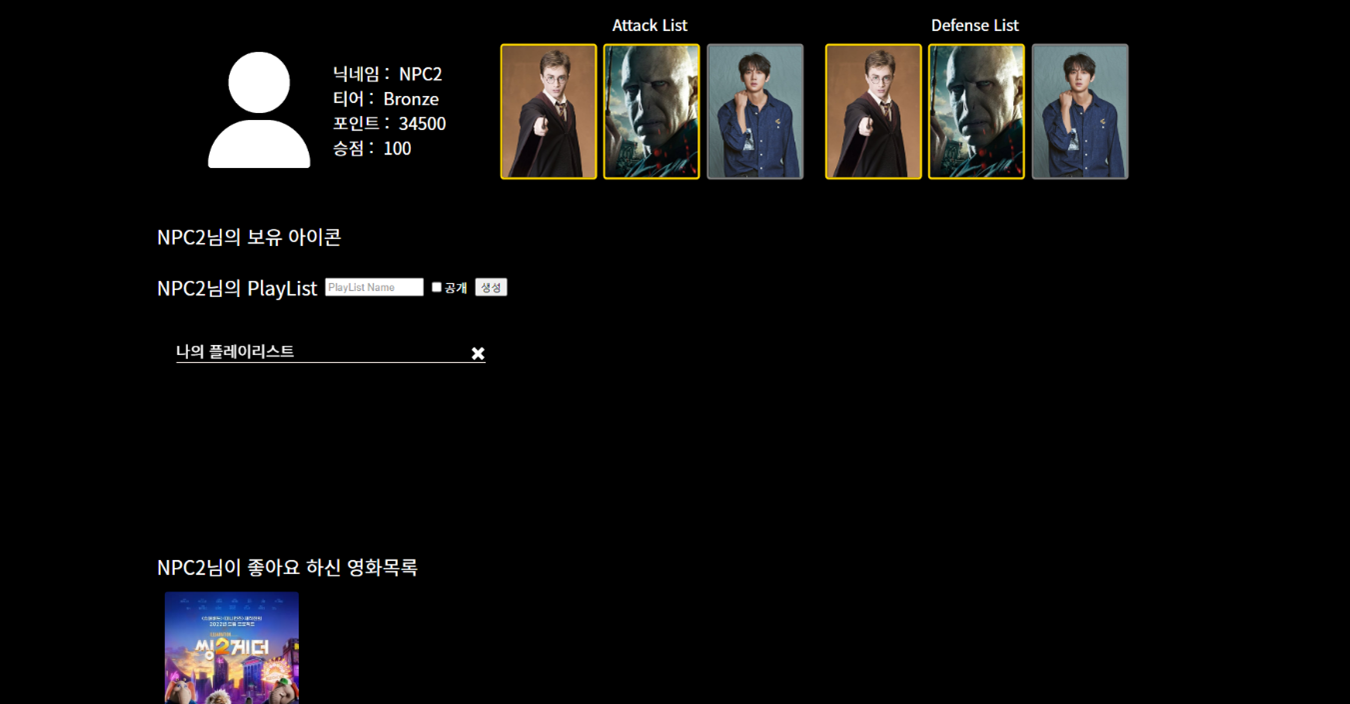 Attack List
Defense List
닉네임 : NPC2
티어 : Bronze
포인트 : 34500
승점 : 100
NPC2님의 보유 아이콘
NPC2님의 PlayList
PlayList Name
공개
생성
나의 플레이리스트
NPC2님이 좋아요 하신 영화목록
씽2게더